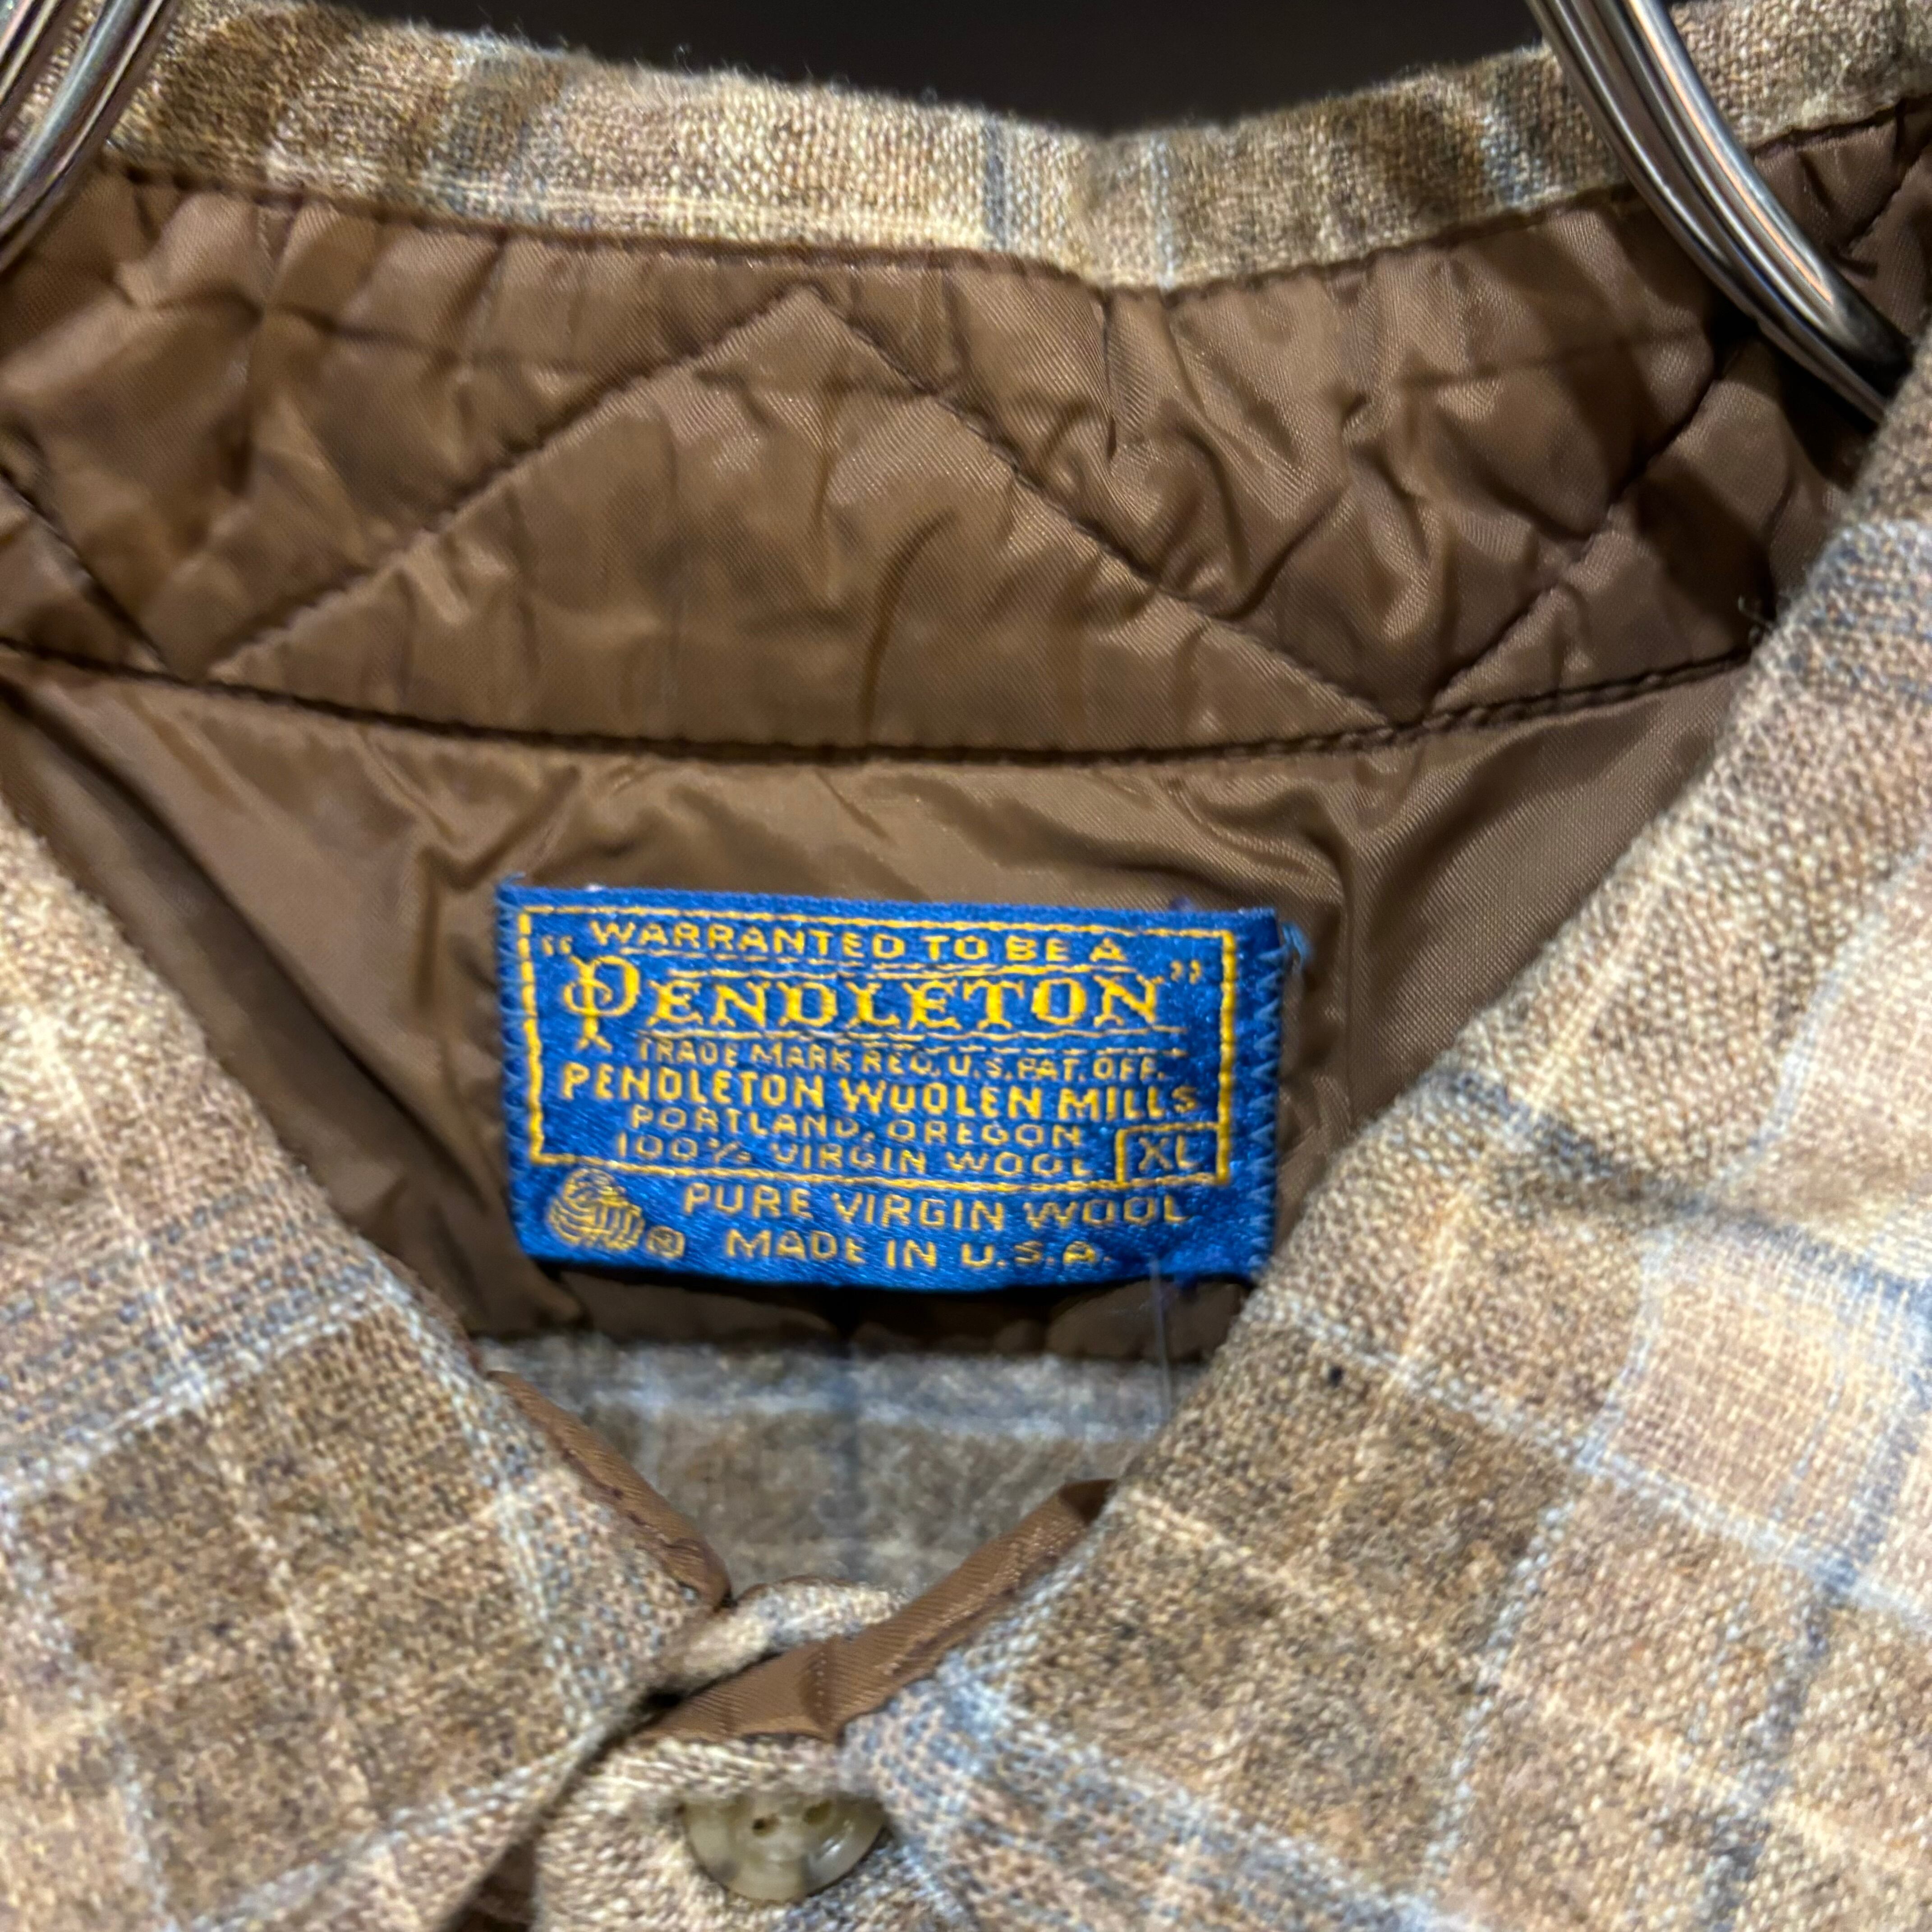 WARRANTED TO BE A
"PENDLETON"
TRADE MARK REG. U.S. PAT. OFF.
PENDLETON WOOLEN MILLS
PORTLAND, OREGON
100% VIRGIN WOOL XL
PURE VIRGIN WOOL
® MADE IN U.S.A.